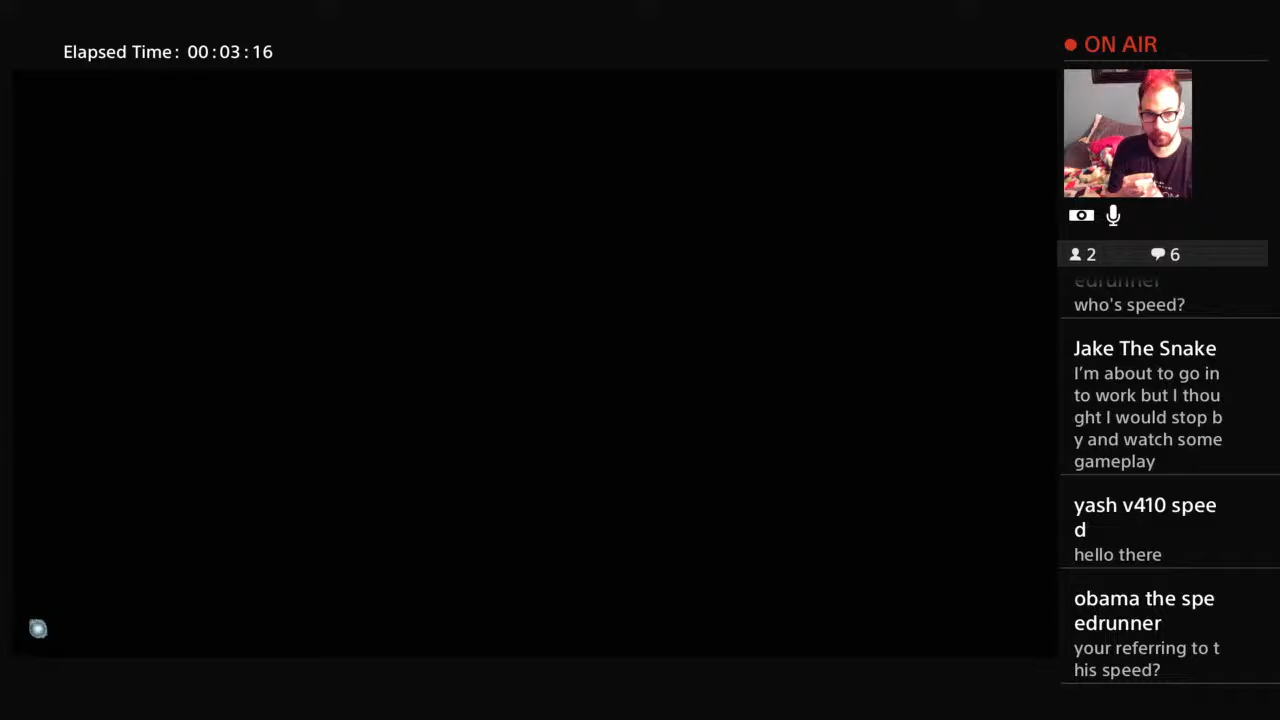 Elapsed Time: 00:03:16
ON AIR
2
6
edrunner
who's speed?
Jake The Snake
I'm about to go in
to work but I thou
ght I would stop b
y and watch some
gameplay
yash v410 spee
d
hello there
obama the spe
edrunner
your referring to t
his speed?